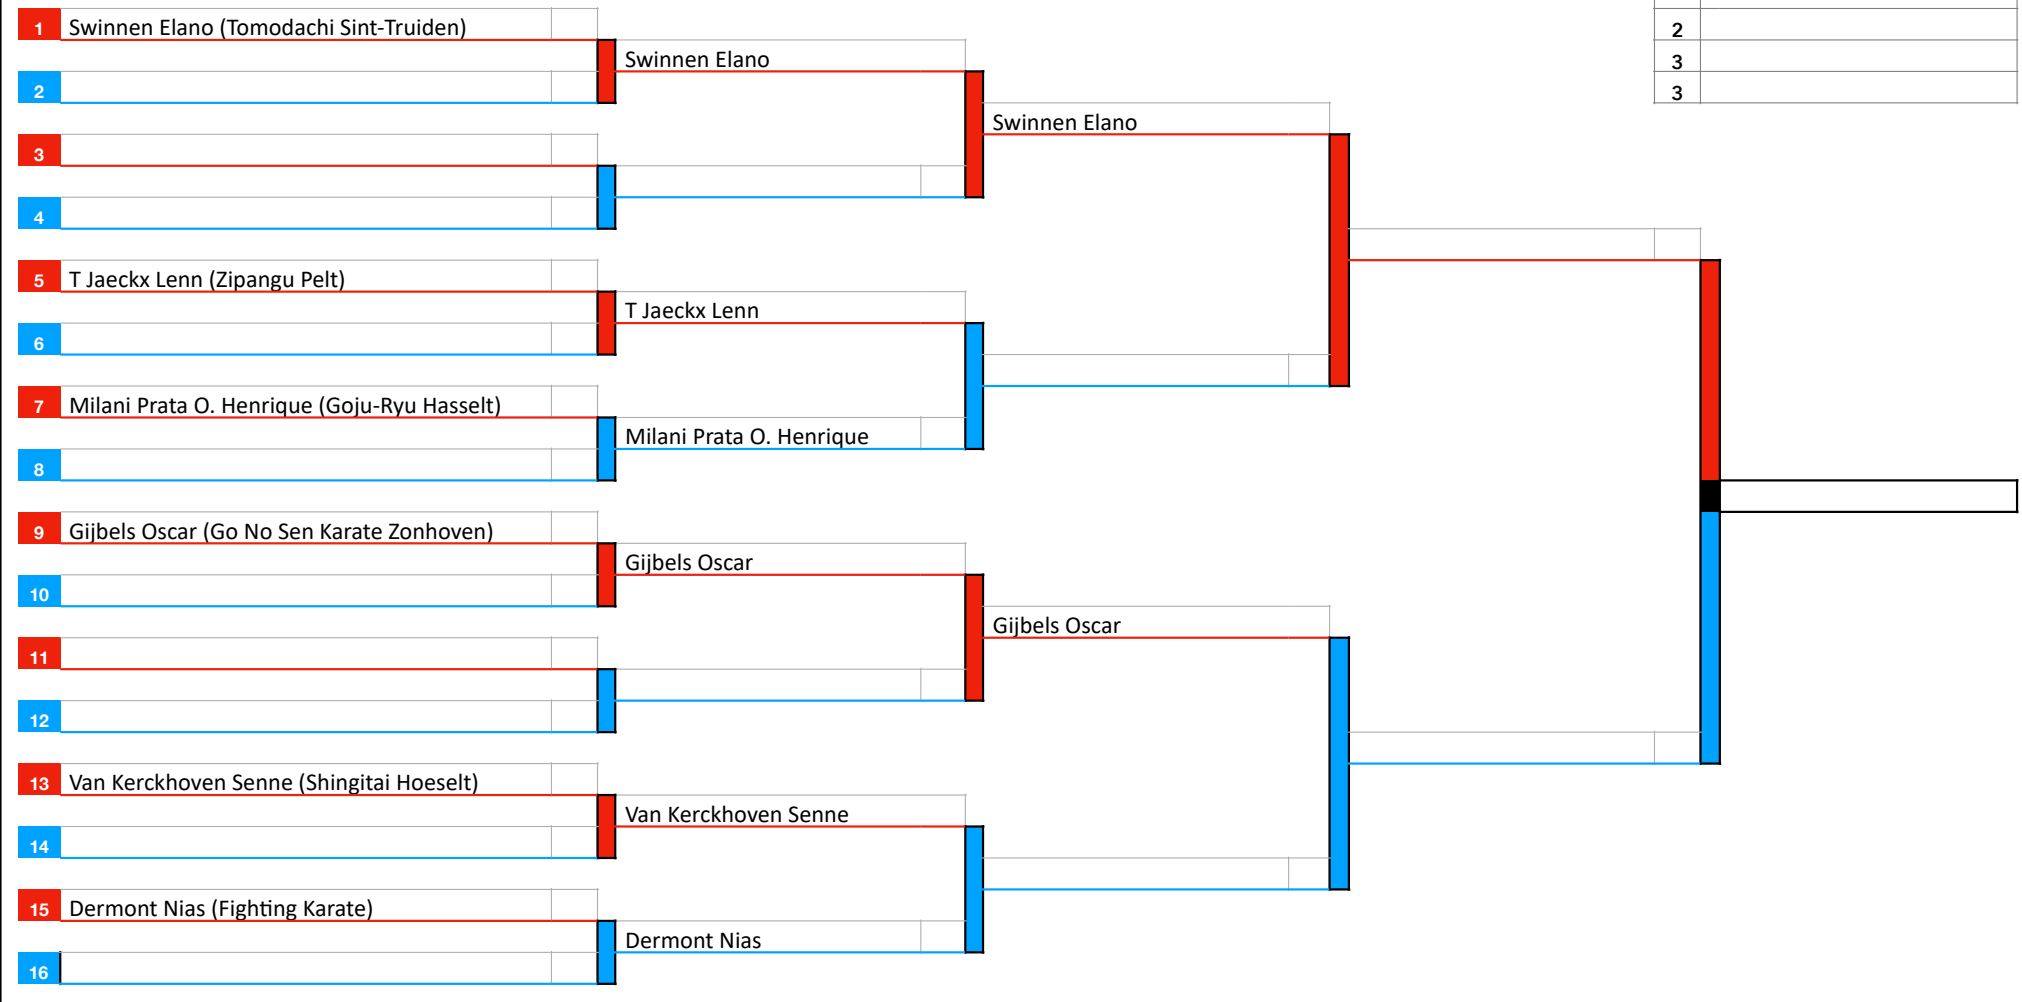 1 Swinnen Elano (Tomodachi Sint-Truiden)
2
3
4
5 T Jaeckx Lenn (Zipangu Pelt)
6
7 Milani Prata O. Henrique (Goju-Ryu Hasselt)
8
9 Gijbels Oscar (Go No Sen Karate Zonhoven)
10
11
12
13 Van Kerckhoven Senne (Shingitai Hoeselt)
14
15 Dermont Nias (Fighting Karate)
16
Swinnen Elano
T Jaeckx Lenn
Milani Prata O. Henrique
Gijbels Oscar
Van Kerckhoven Senne
Dermont Nias
Swinnen Elano
Gijbels Oscar
2
3
3